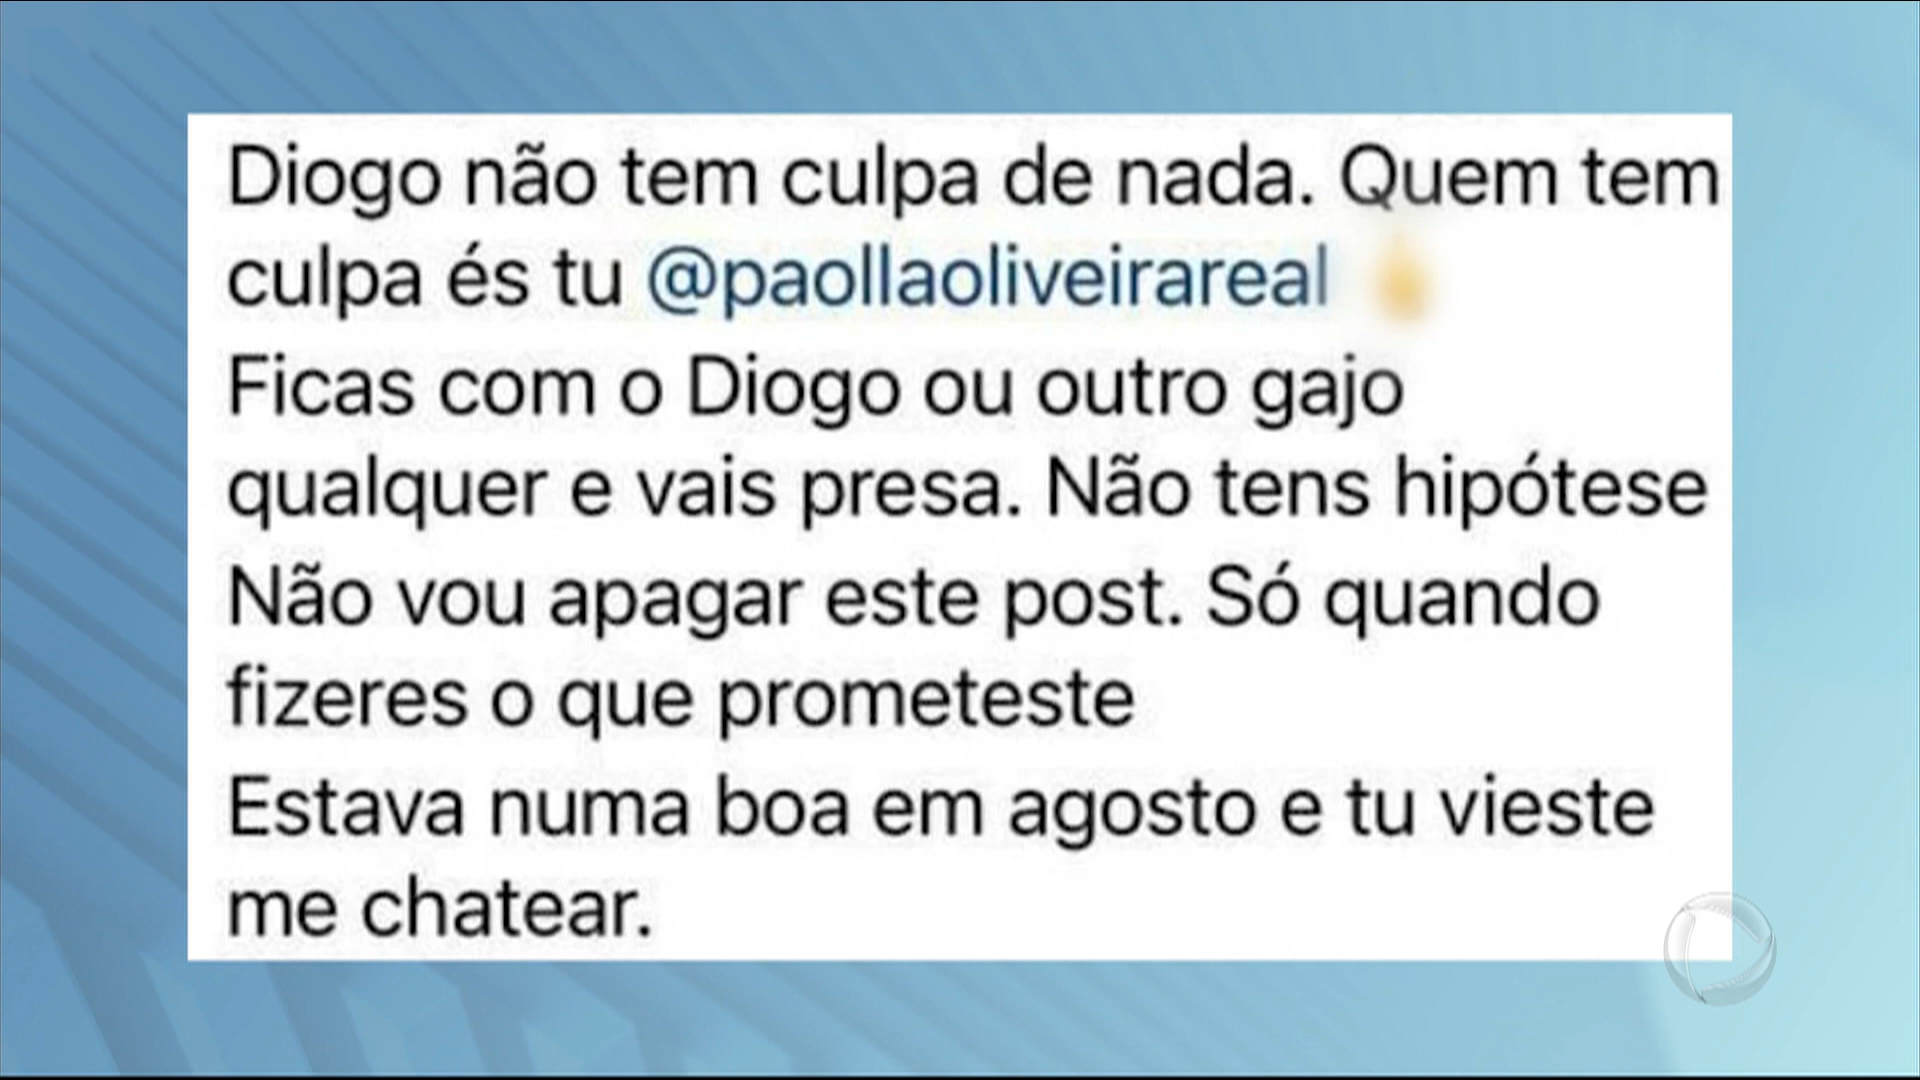 Diogo não tem culpa de nada. Quem tem
culpa és tu @paollaoliveirareal
Ficas com o Diogo ou outro gajo
qualquer e vais presa. Não tens hipótese
Não vou apagar este post. Só quando
fizeres o que prometeste
Estava numa boa em agosto e tu vieste
me chatear.